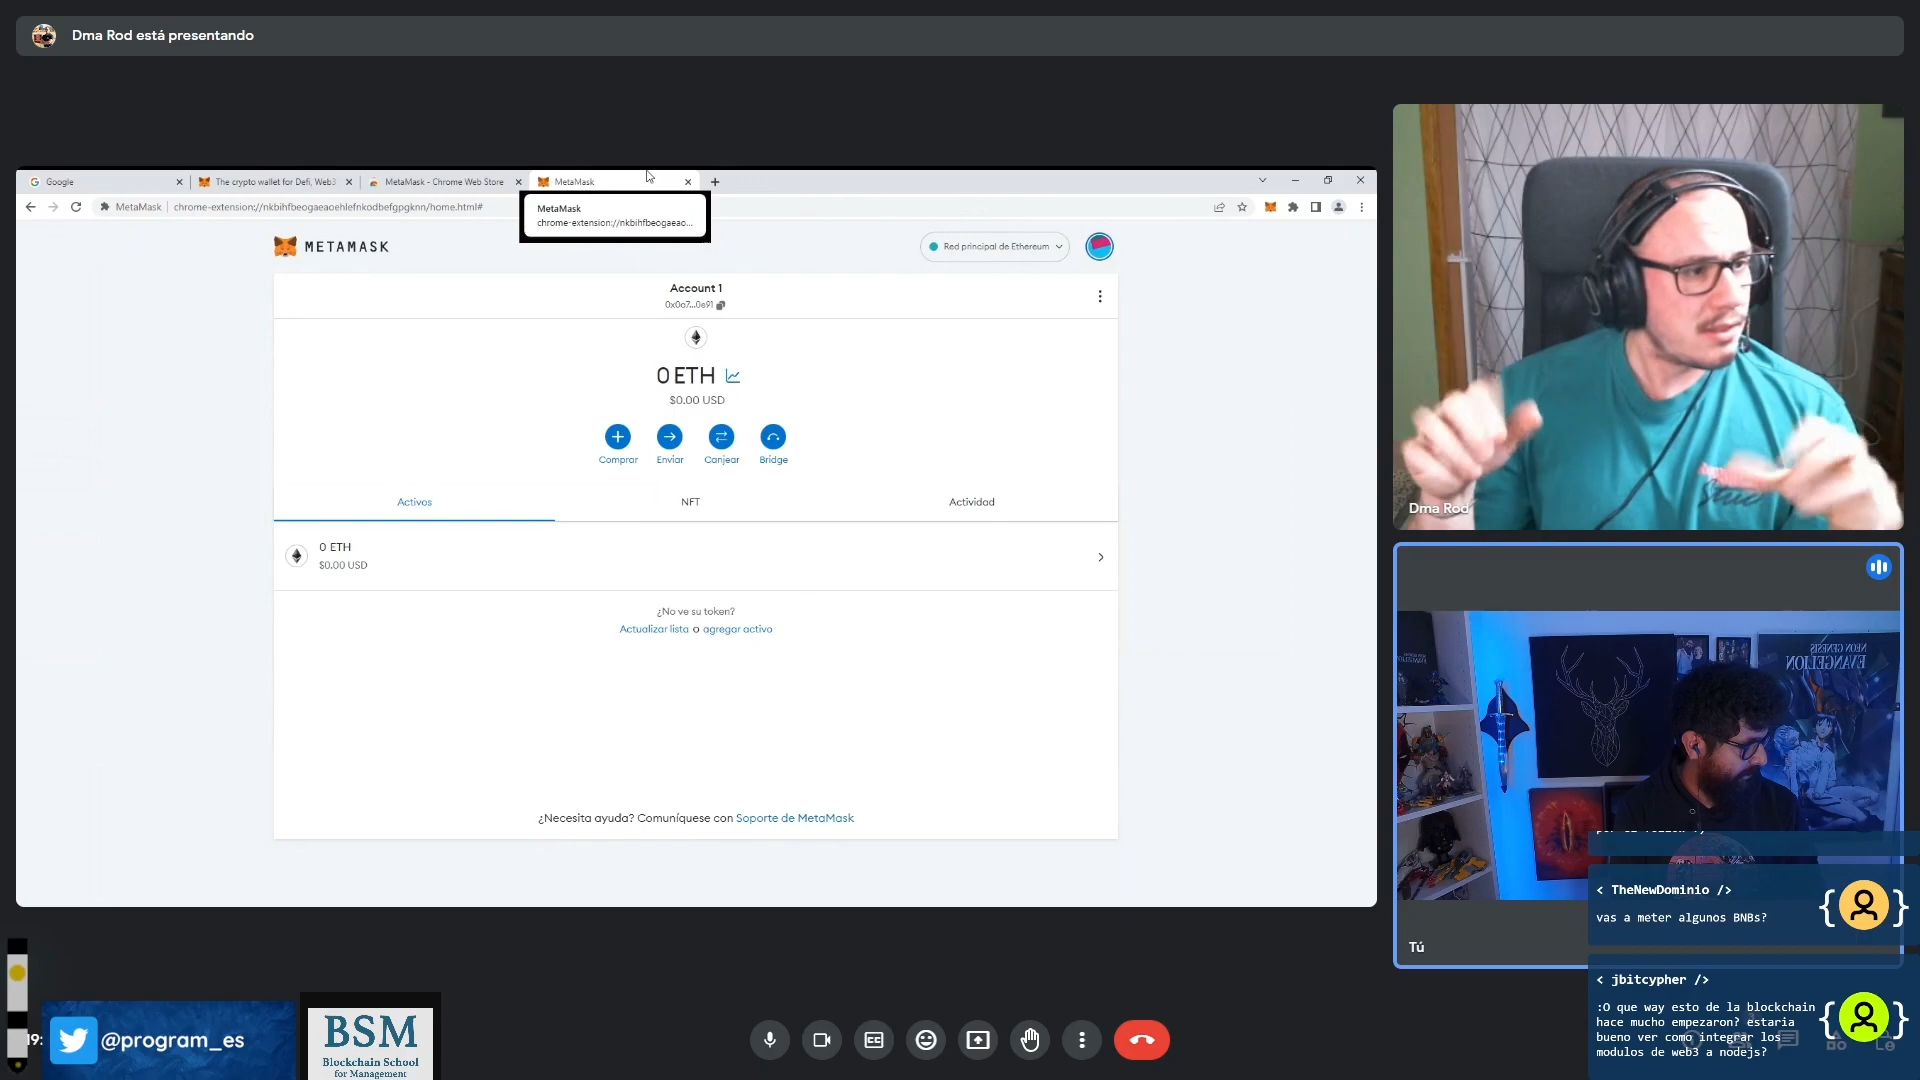 Dma Rod está presentando
Google
The crypto wallet for Defi, Web3
MetaMask - Chrome Web Store
MetaMask
MetaMask
chrome-extension://nkbihfbeogaeaoehlefnkodbefgpgknn/home.html#
MetaMask
chrome-extension://nkbihfbeogaeao...
METAMASK
Red principal de Ethereum
Account 1
0x0a7...0e91
0 ETH
$0.00 USD
Comprar
Enviar
Canjear
Bridge
Activos
NFT
Actividad
0 ETH
$0.00 USD
¿No ve su token?
Actualizar lista o agregar activo
¿Necesita ayuda? Comuníquese con Soporte de MetaMask
Dma Rod
NEON GENESIS
EVANGELION
Tú
< TheNewDominio />
vas a meter algunos BNBs?
< jbitcypher />
:O que way esto de la blockchain
hace mucho empezaron? estaria
bueno ver como integrar los
modulos de web3 a nodejs?
19:
@program_es
BSM
Blockchain School
for Management